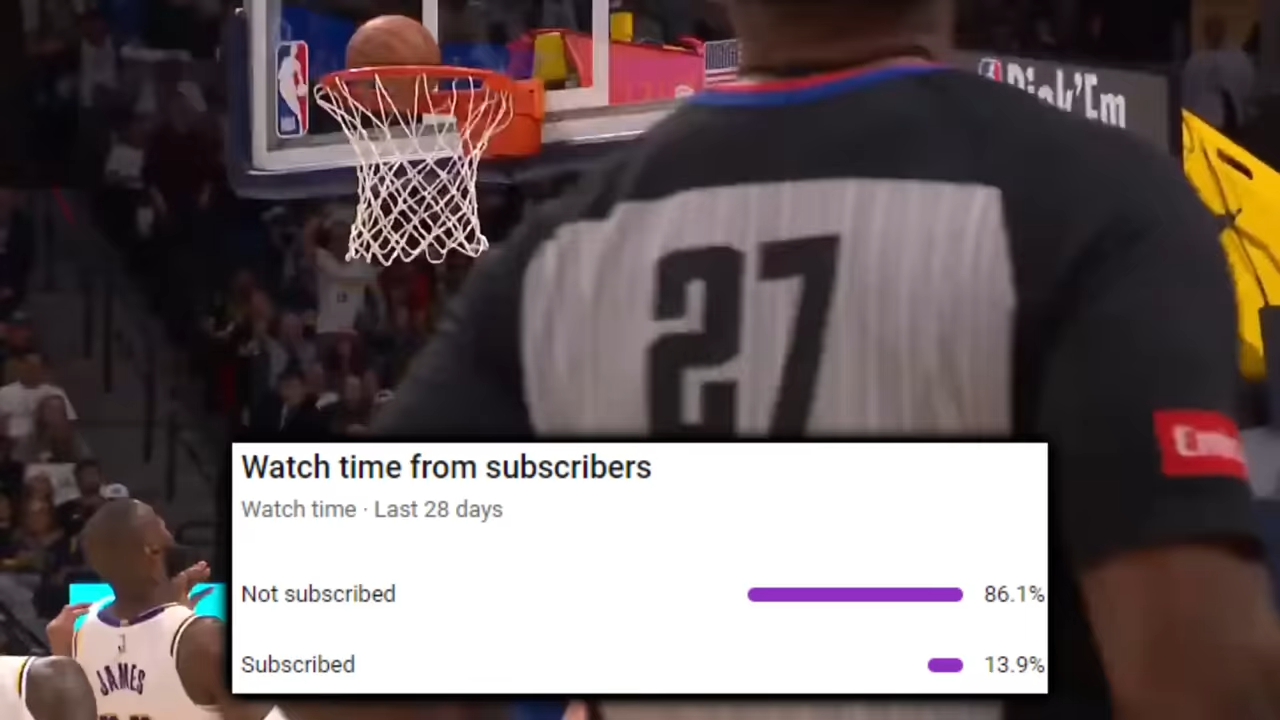 Pick'Em
27
JAMES
Watch time from subscribers
Watch time · Last 28 days
Not subscribed 86.1%
Subscribed 13.9%